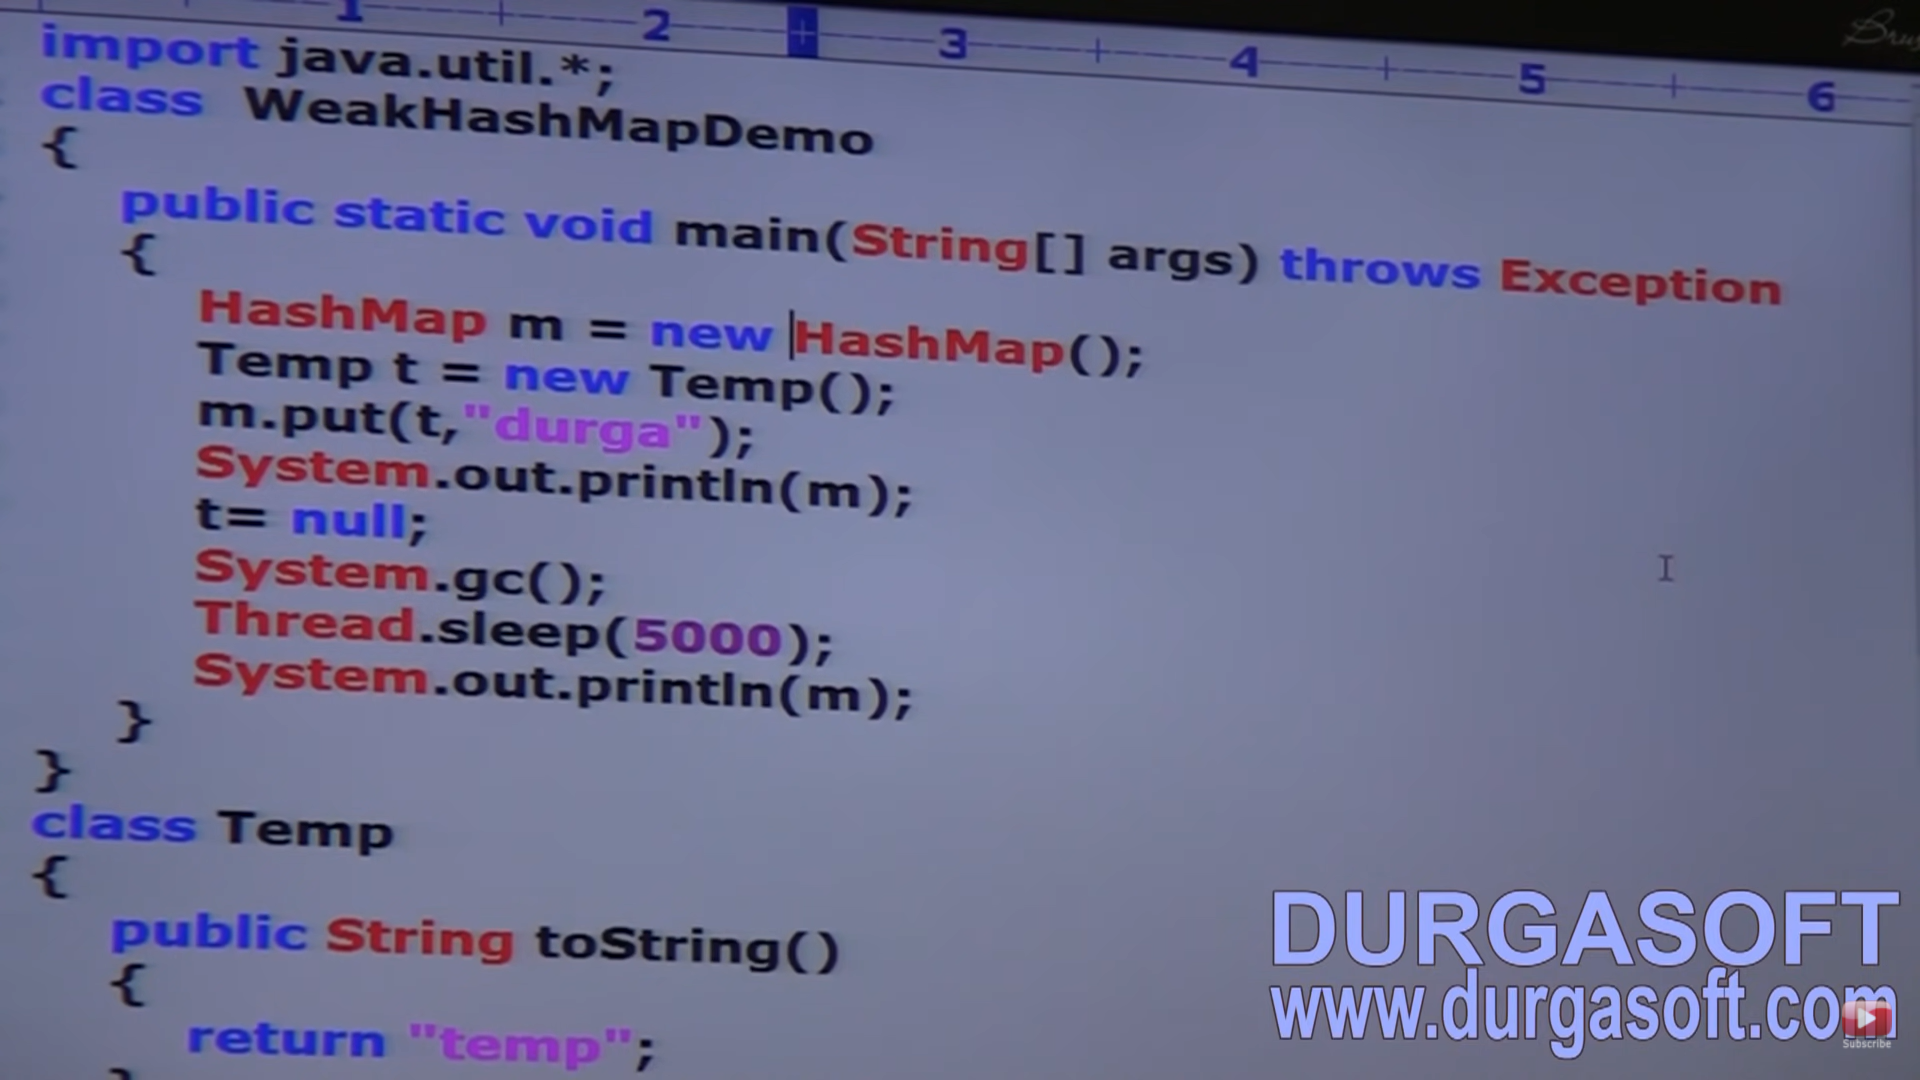 1 2 3 4 5 6
import java.util.*;
class WeakHashMapDemo
{
public static void main(String[] args) throws Exception
{
HashMap m = new HashMap();
Temp t = new Temp();
m.put(t,"durga");
System.out.println(m);
t= null;
System.gc();
Thread.sleep(5000);
System.out.println(m);
}
}
class Temp
{
public String toString()
{
return "temp";
}
DURGASOFT
www.durgasoft.com
Subscribe